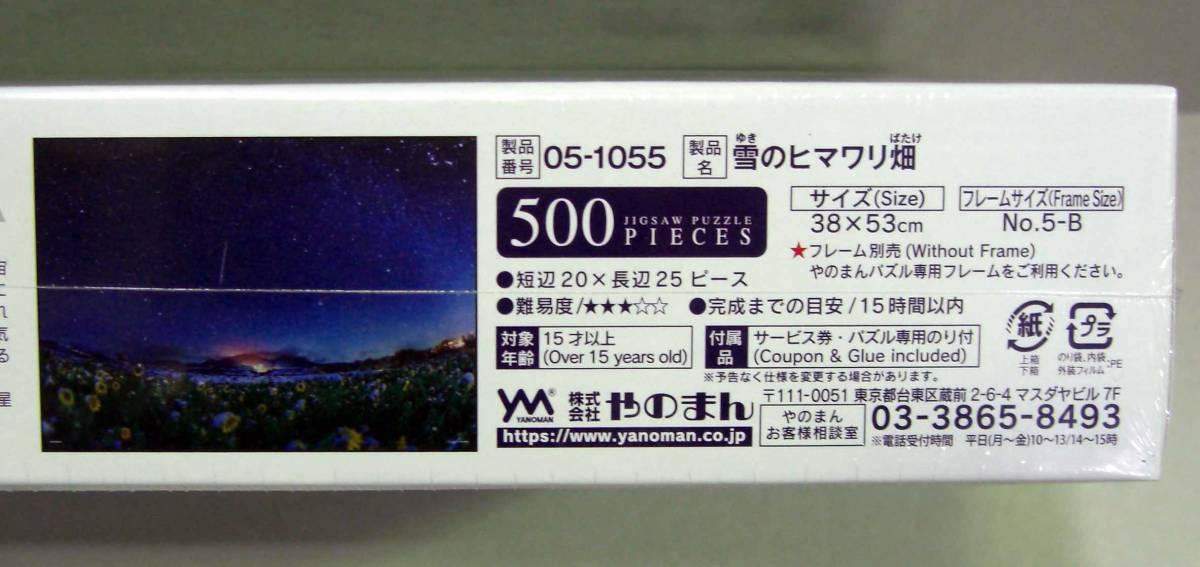 宙
こ
れ
気
る
星
製品番号 05-1055 製品名 雪のヒマワリ畑
ゆき ばたけ
500 JIGSAW PUZZLE PIECES
サイズ(Size) フレームサイズ(Frame Size)
38×53cm No.5-B
★フレーム別売(Without Frame)
やのまんパズル専用フレームをご利用ください。
●短辺20×長辺25ピース
●難易度/★★★☆☆ ●完成までの目安/15時間以内
対象年齢 15才以上 (Over 15 years old)
付属品 サービス券・パズル専用のり付 (Coupon & Glue included)
※予告なく仕様を変更する場合があります。
紙
上箱
下箱
プラ
のり袋、内袋、
外装フィルム:PE
YM YANOMAN 株式会社 やのまん
https://www.yanoman.co.jp
〒111-0051 東京都台東区蔵前2-6-4 マスダヤビル 7F
やのまんお客様相談室 03-3865-8493
※電話受付時間 平日(月〜金)10〜13/14〜15時